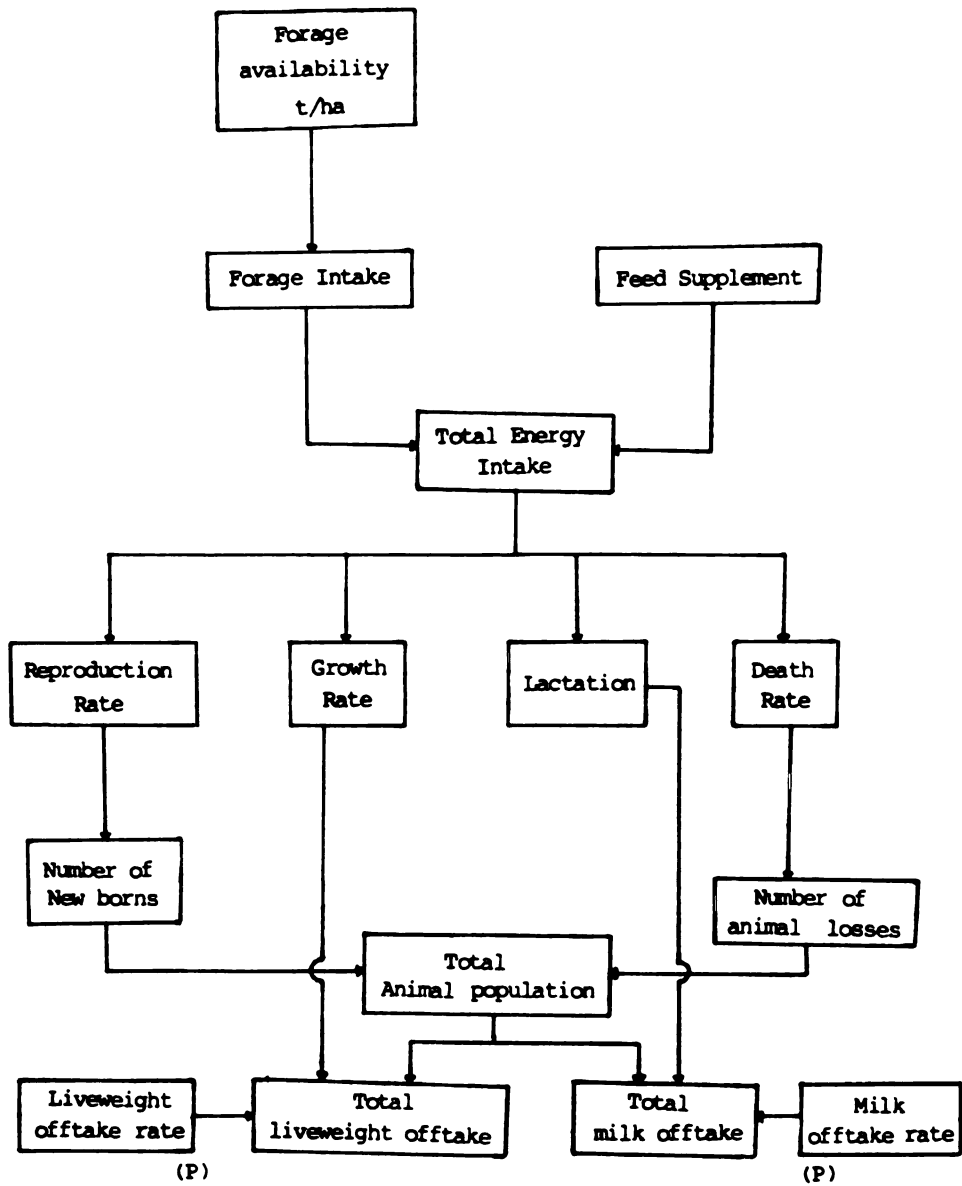 Forage
availability
t/ha
Forage Intake
Feed Supplement
Total Energy
Intake
Reproduction
Rate
Growth
Rate
Lactation
Death
Rate
Number of
New borns
Number of
animal losses
Total
Animal population
Liveweight
offtake rate
(P)
Total
liveweight offtake
Total
milk offtake
Milk
offtake rate
(P)